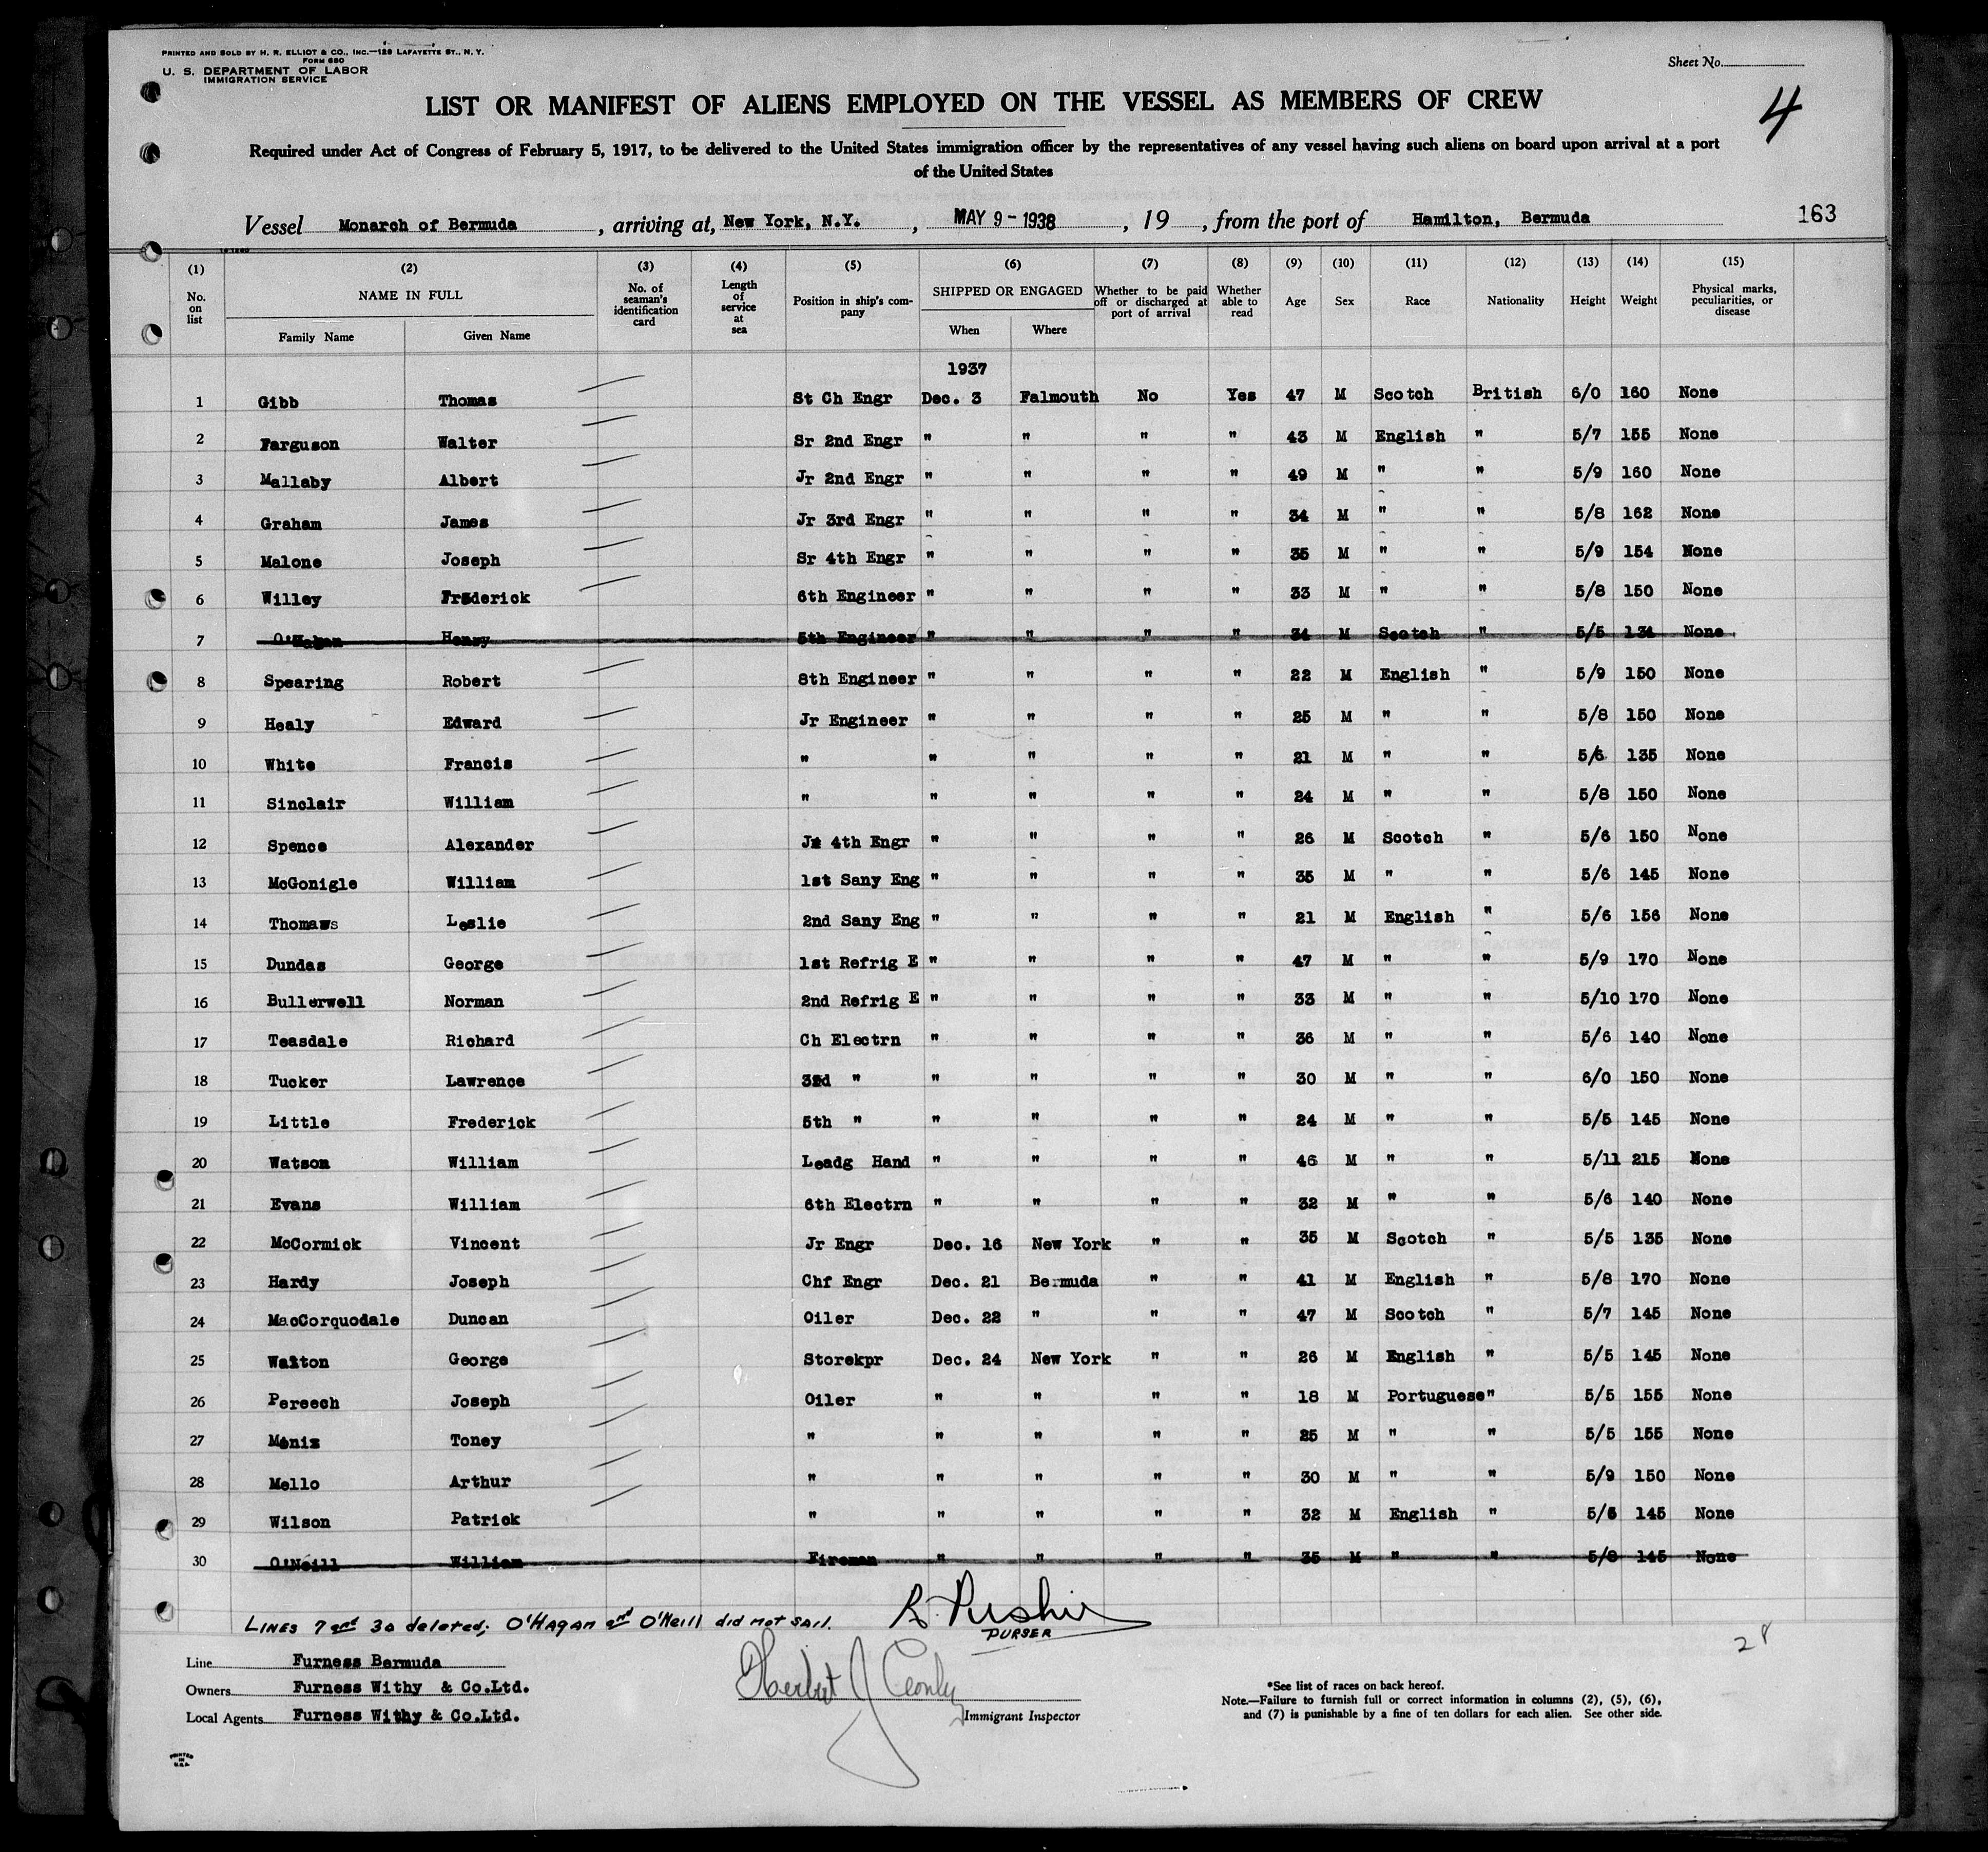 PRINTED AND SOLD BY H. R. ELLIOT & CO., INC.—129 LAFAYETTE ST., N. Y.
FORM 680
U. S. DEPARTMENT OF LABOR
IMMIGRATION SERVICE
Sheet No.
LIST OR MANIFEST OF ALIENS EMPLOYED ON THE VESSEL AS MEMBERS OF CREW
4
Required under Act of Congress of February 5, 1917, to be delivered to the United States immigration officer by the representatives of any vessel having such aliens on board upon arrival at a port
of the United States
Vessel Monarch of Bermuda, arriving at, New York, N.Y., MAY 9 - 1938, 19 , from the port of Hamilton, Bermuda 163
(1) (2) (3) (4) (5) (6) (7) (8) (9) (10) (11) (12) (13) (14) (15)
No. on list NAME IN FULL Family Name Given Name No. of seaman's identification card Length of service at sea Position in ship's company SHIPPED OR ENGAGED When Where Whether to be paid off or discharged at port of arrival Whether able to read Age Sex Race Nationality Height Weight Physical marks, peculiarities, or disease
1937
1 Gibb Thomas St Ch Engr Dec. 3 Falmouth No Yes 47 M Scotch British 6/0 160 None
2 Farguson Walter Sr 2nd Engr " " " " 43 M English " 5/7 155 None
3 Mallaby Albert Jr 2nd Engr " " " " 49 M " " 5/9 160 None
4 Graham James Jr 3rd Engr " " " " 34 M " " 5/8 162 None
5 Malone Joseph Sr 4th Engr " " " " 35 M " " 5/9 154 None
6 Willey Frederick 6th Engineer " " " " 33 M " " 5/8 150 None
7 O'Hagan Henry 5th Engineer " " " " 34 M Scotch " 5/5 134 None
8 Spearing Robert 8th Engineer " " " " 22 M English " 5/9 150 None
9 Healy Edward Jr Engineer " " " " 25 M " " 5/8 150 None
10 White Francis " " " " " 21 M " " 5/6 135 None
11 Sinclair William " " " " " 24 M " " 5/8 150 None
12 Spence Alexander Jr 4th Engr " " " " 26 M Scotch " 5/6 150 None
13 McGonigle William 1st Sany Eng " " " " 35 M " " 5/6 145 None
14 Thomas Leslie 2nd Sany Eng " " " " 21 M English " 5/6 156 None
15 Dundas George 1st Refrig E " " " " 47 M " " 5/9 170 None
16 Bullerwell Norman 2nd Refrig E " " " " 33 M " " 5/10 170 None
17 Teasdale Richard Ch Electrn " " " " 36 M " " 5/6 140 None
18 Tucker Lawrence 3rd " " " " " 30 M " " 6/0 150 None
19 Little Frederick 5th " " " " " 24 M " " 5/5 145 None
20 Watson William Leadg Hand " " " " 46 M " " 5/11 215 None
21 Evans William 6th Electrn " " " " 32 M " " 5/6 140 None
22 McCormick Vincent Jr Engr Dec. 16 New York " " 35 M Scotch " 5/5 135 None
23 Hardy Joseph Chf Engr Dec. 21 Bermuda " " 41 M English " 5/8 170 None
24 MacCorquodale Duncan Oiler Dec. 22 " " " 47 M Scotch " 5/7 145 None
25 Walton George Storekpr Dec. 24 New York " " 26 M English " 5/5 145 None
26 Pereech Joseph Oiler " " " " 18 M Portuguese " 5/5 155 None
27 Moniz Toney " " " " " 25 M " " 5/5 155 None
28 Mello Arthur " " " " " 30 M " " 5/9 150 None
29 Wilson Patrick " " " " " 32 M English " 5/6 145 None
30 O'Neill William Fireman " " " " 35 M " " 5/8 145 None
LINES 7 and 30 deleted; O'HAGAN and O'Neill did not sail.
PURSER
28
Line Furness Bermuda
Owners Furness Withy & Co.Ltd.
Local Agents Furness Withy & Co.Ltd.
Herbert J
Immigrant Inspector
*See list of races on back hereof.
Note.—Failure to furnish full or correct information in columns (2), (5), (6),
and (7) is punishable by a fine of ten dollars for each alien. See other side.
PRINTED IN U.S.A.